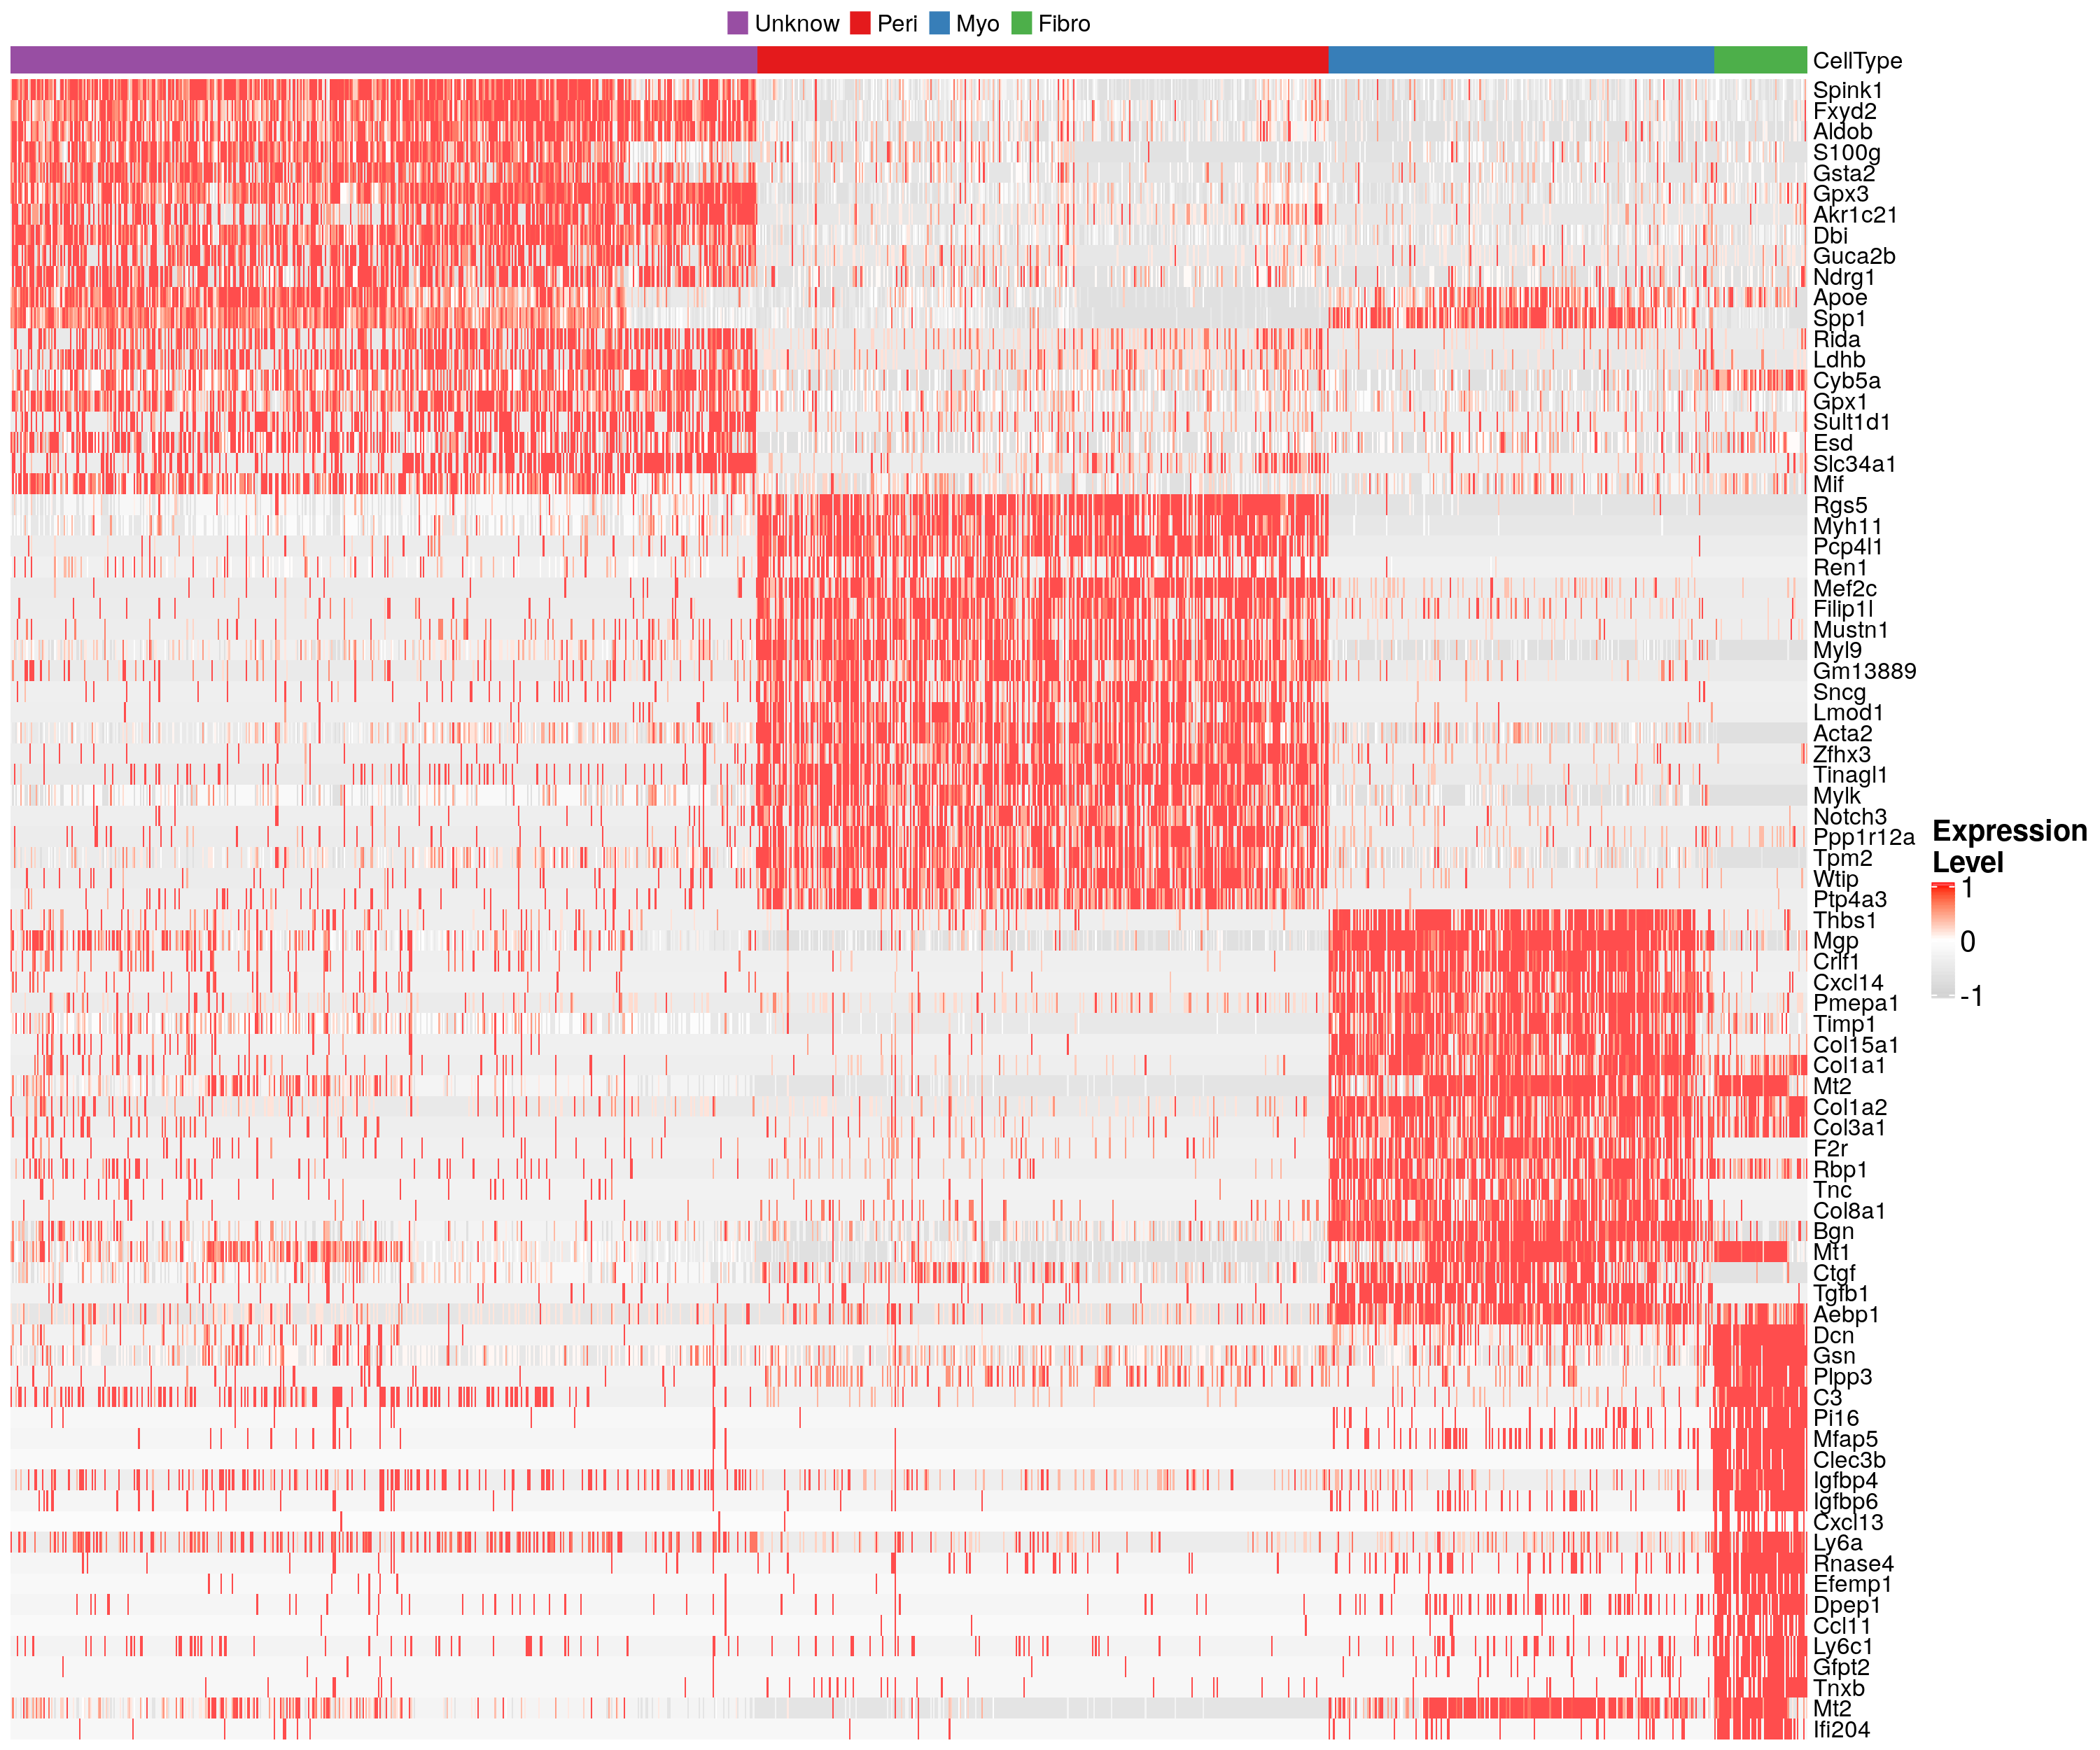 Unknow Peri Myo Fibro
CellType
Spink1
Fxyd2
Aldob
S100g
Gsta2
Gpx3
Akr1c21
Dbi
Guca2b
Ndrg1
Apoe
Spp1
Rida
Ldhb
Cyb5a
Gpx1
Sult1d1
Esd
Slc34a1
Mif
Rgs5
Myh11
Pcp4l1
Ren1
Mef2c
Filip1l
Mustn1
Myl9
Gm13889
Sncg
Lmod1
Acta2
Zfhx3
Tinagl1
Mylk
Notch3
Ppp1r12a
Tpm2
Wtip
Ptp4a3
Thbs1
Mgp
Crlf1
Cxcl14
Pmepa1
Timp1
Col15a1
Col1a1
Mt2
Col1a2
Col3a1
F2r
Rbp1
Tnc
Col8a1
Bgn
Mt1
Ctgf
Tgfb1
Aebp1
Dcn
Gsn
Plpp3
C3
Pi16
Mfap5
Clec3b
Igfbp4
Igfbp6
Cxcl13
Ly6a
Rnase4
Efemp1
Dpep1
Ccl11
Ly6c1
Gfpt2
Tnxb
Mt2
Ifi204
Expression
Level
1
0
-1